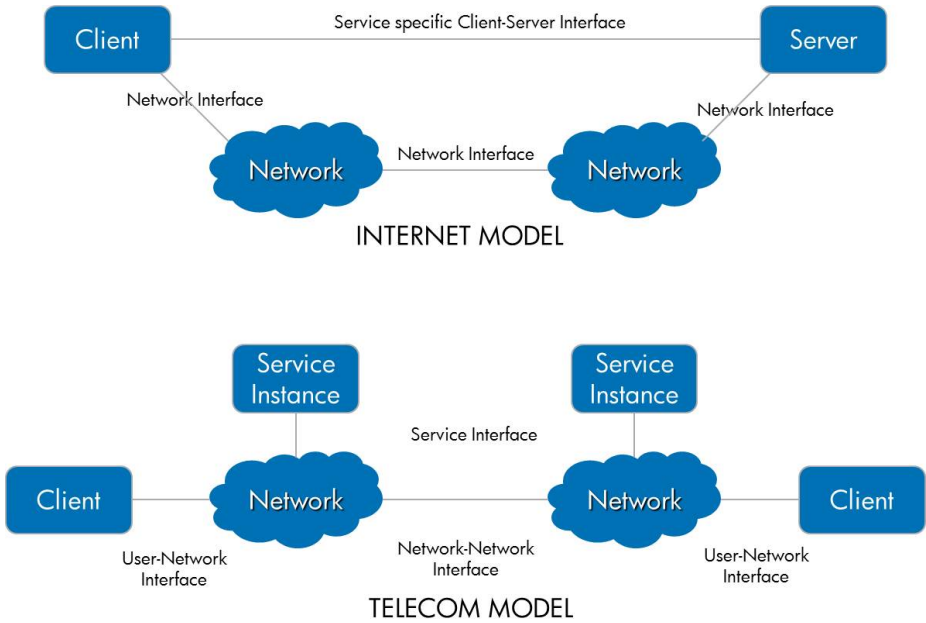 Service specific Client-Server Interface
Client
Server
Network Interface
Network Interface
Network Interface
Network
Network
INTERNET MODEL
Service
Instance
Service
Instance
Service Interface
Client
Network
Network
Client
User-Network
Interface
Network-Network
Interface
User-Network
Interface
TELECOM MODEL